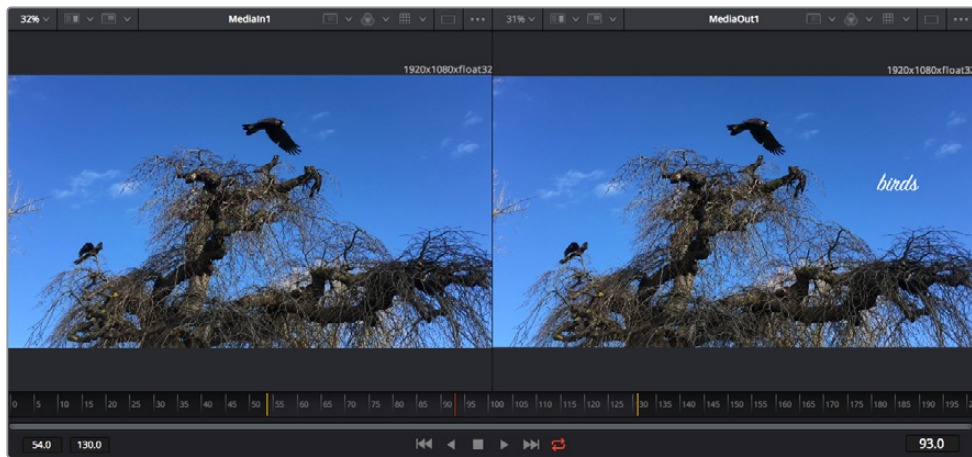 32% MediaIn1 31% MediaOut1
1920x1080xfloat32 1920x1080xfloat32
birds
0 5 10 15 20 25 30 35 40 45 50 55 60 65 70 75 80 85 90 95 100 105 110 115 120 125 130 135 140 145 150 155 160 165 170 175 180 185 190 195
54.0 130.0 93.0